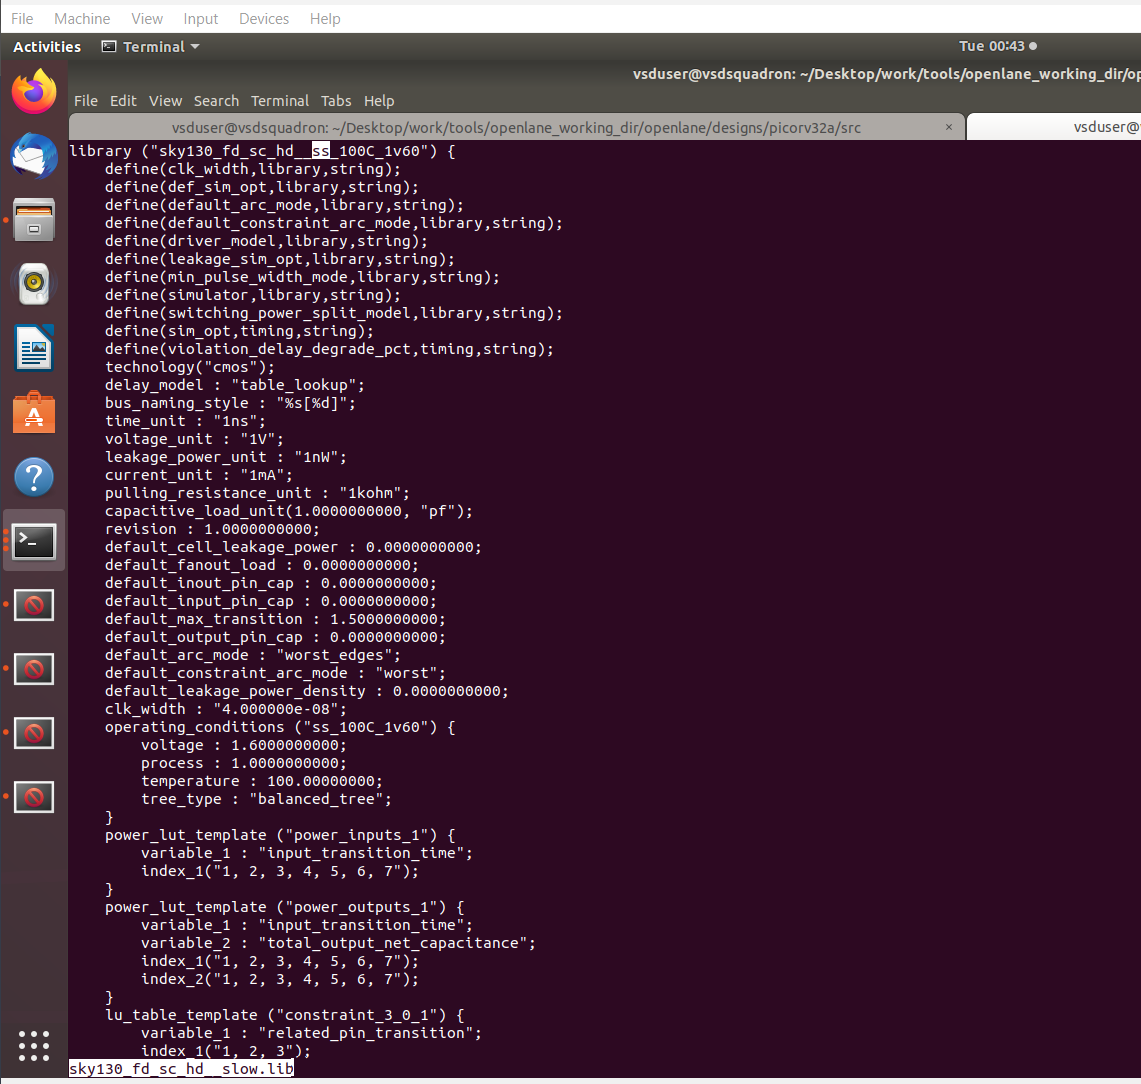 File Machine View Input Devices Help
Activities Terminal Tue 00:43
vsduser@vsdsquadron: ~/Desktop/work/tools/openlane_working_dir/op
File Edit View Search Terminal Tabs Help
vsduser@vsdsquadron: ~/Desktop/work/tools/openlane_working_dir/openlane/designs/picorv32a/src × vsduser@
library ("sky130_fd_sc_hd__ss_100C_1v60") {
    define(clk_width,library,string);
    define(def_sim_opt,library,string);
    define(default_arc_mode,library,string);
    define(default_constraint_arc_mode,library,string);
    define(driver_model,library,string);
    define(leakage_sim_opt,library,string);
    define(min_pulse_width_mode,library,string);
    define(simulator,library,string);
    define(switching_power_split_model,library,string);
    define(sim_opt,timing,string);
    define(violation_delay_degrade_pct,timing,string);
    technology("cmos");
    delay_model : "table_lookup";
    bus_naming_style : "%s[%d]";
    time_unit : "1ns";
    voltage_unit : "1V";
    leakage_power_unit : "1nW";
    current_unit : "1mA";
    pulling_resistance_unit : "1kohm";
    capacitive_load_unit(1.0000000000, "pf");
    revision : 1.0000000000;
    default_cell_leakage_power : 0.0000000000;
    default_fanout_load : 0.0000000000;
    default_inout_pin_cap : 0.0000000000;
    default_input_pin_cap : 0.0000000000;
    default_max_transition : 1.5000000000;
    default_output_pin_cap : 0.0000000000;
    default_arc_mode : "worst_edges";
    default_constraint_arc_mode : "worst";
    default_leakage_power_density : 0.0000000000;
    clk_width : "4.000000e-08";
    operating_conditions ("ss_100C_1v60") {
        voltage : 1.6000000000;
        process : 1.0000000000;
        temperature : 100.00000000;
        tree_type : "balanced_tree";
    }
    power_lut_template ("power_inputs_1") {
        variable_1 : "input_transition_time";
        index_1("1, 2, 3, 4, 5, 6, 7");
    }
    power_lut_template ("power_outputs_1") {
        variable_1 : "input_transition_time";
        variable_2 : "total_output_net_capacitance";
        index_1("1, 2, 3, 4, 5, 6, 7");
        index_2("1, 2, 3, 4, 5, 6, 7");
    }
    lu_table_template ("constraint_3_0_1") {
        variable_1 : "related_pin_transition";
        index_1("1, 2, 3");
sky130_fd_sc_hd__slow.lib